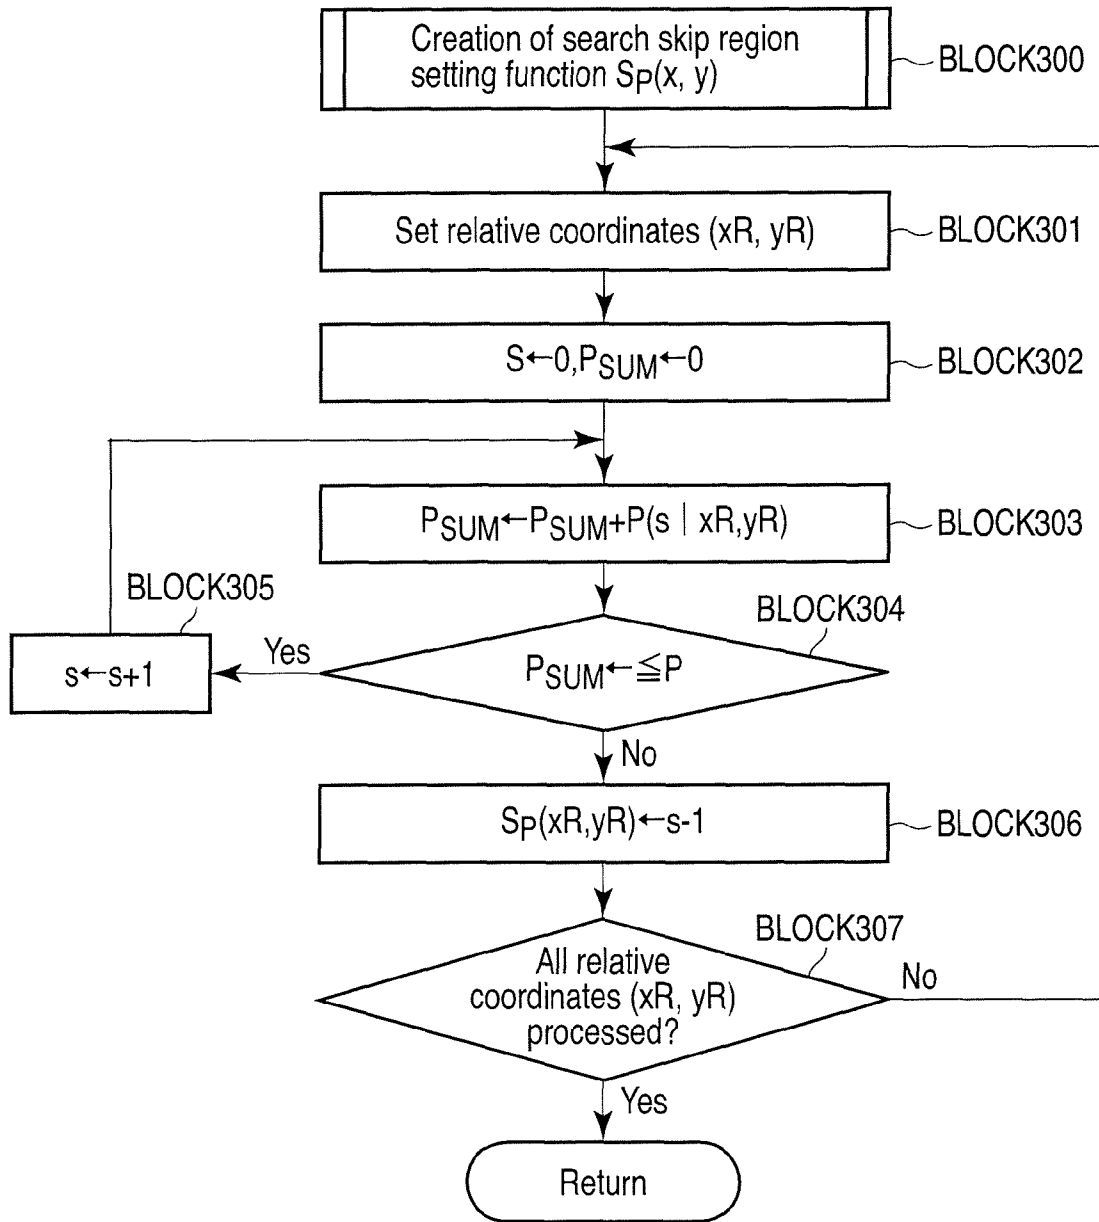 Creation of search skip region
setting function SP(x, y)
BLOCK300
Set relative coordinates (xR, yR)
BLOCK301
S←0,PSUM←0
BLOCK302
PSUM←PSUM+P(s | xR,yR)
BLOCK303
BLOCK305
s←s+1
Yes
BLOCK304
PSUM←≦P
No
SP(xR,yR)←s-1
BLOCK306
BLOCK307
All relative
coordinates (xR, yR)
processed?
No
Yes
Return